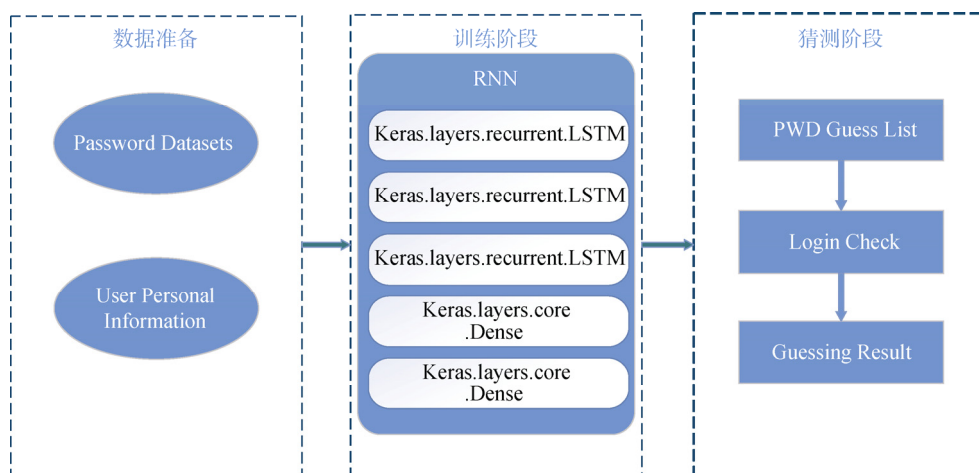 数据准备
Password Datasets
User Personal
Information
训练阶段
RNN
Keras.layers.recurrent.LSTM
Keras.layers.recurrent.LSTM
Keras.layers.recurrent.LSTM
Keras.layers.core
.Dense
Keras.layers.core
.Dense
猜测阶段
PWD Guess List
Login Check
Guessing Result